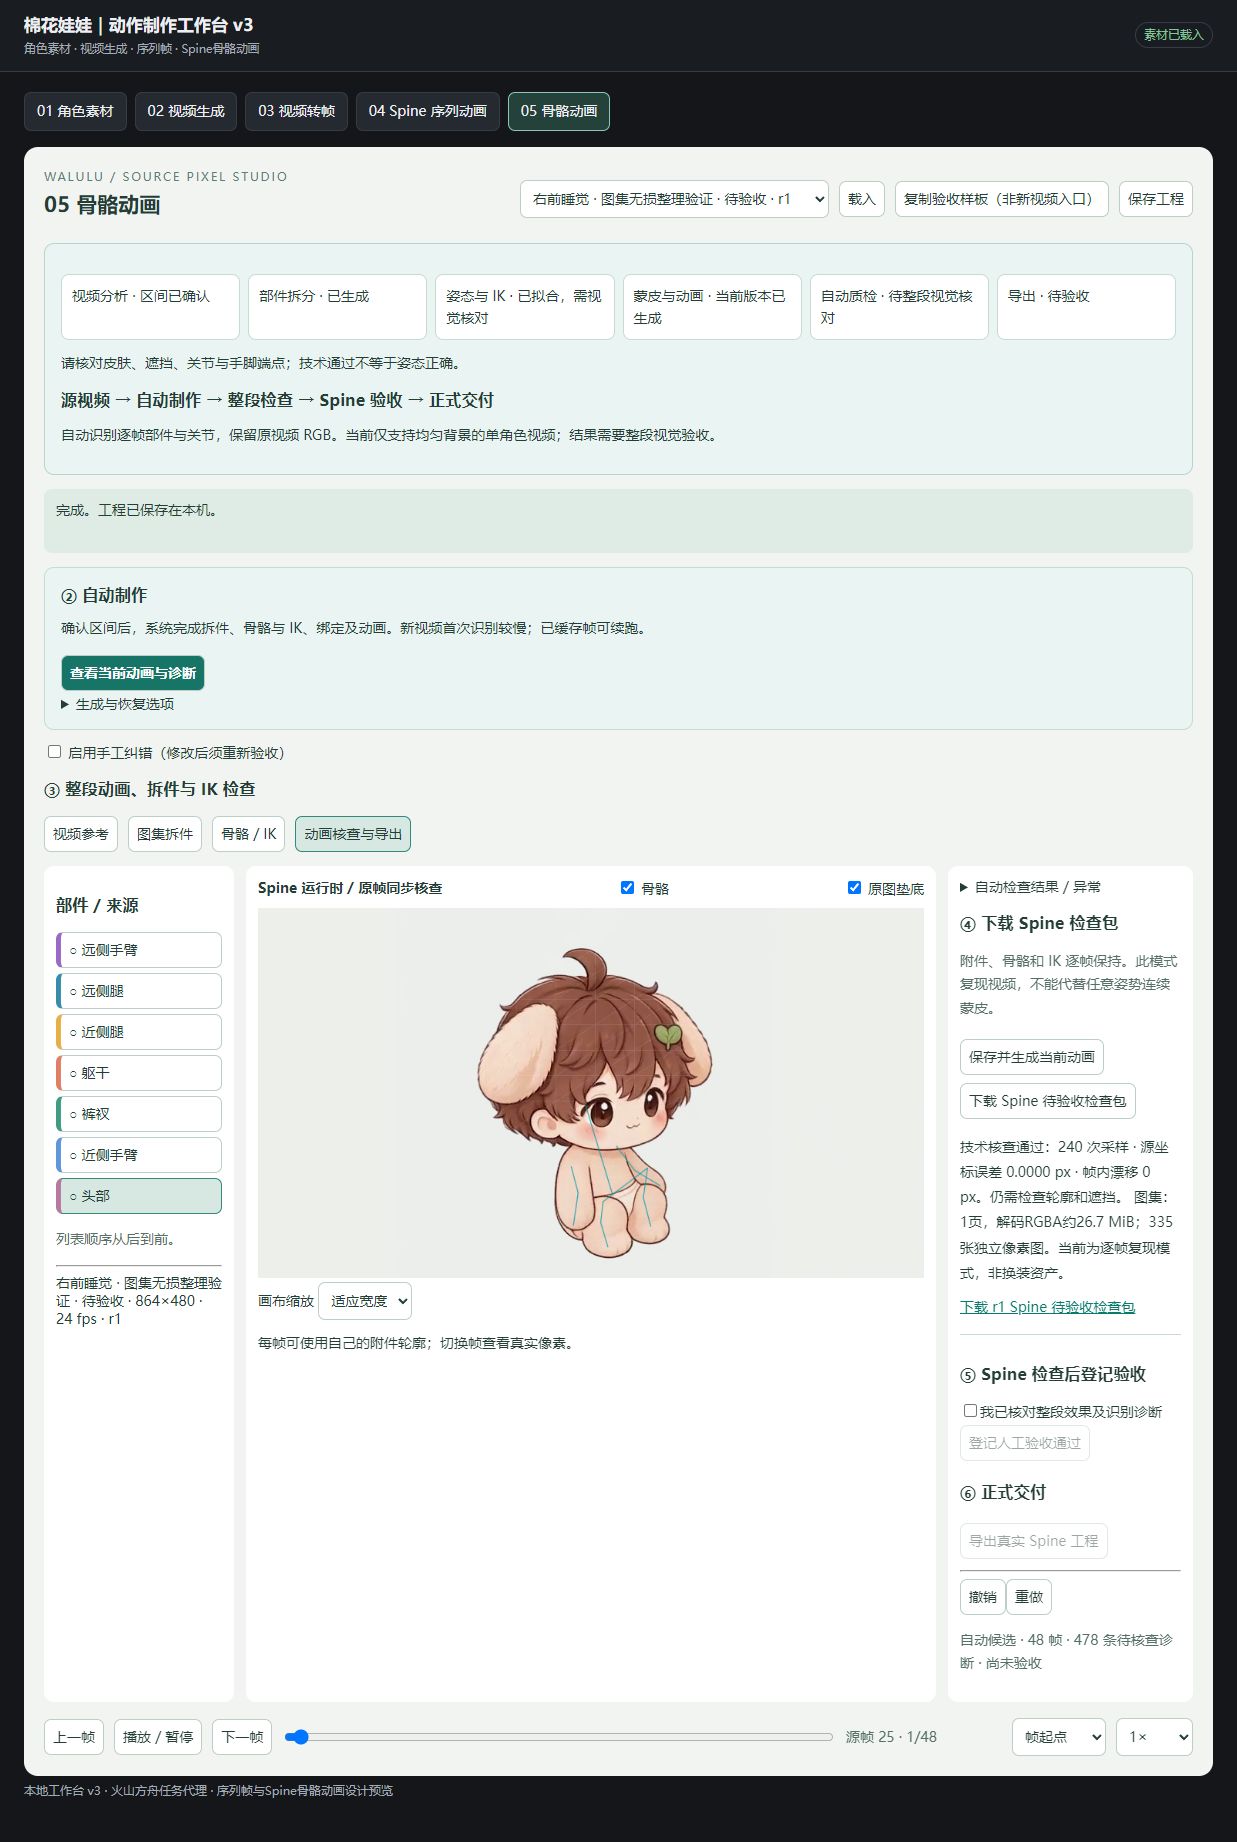 棉花娃娃 | 动作制作工作台 v3
角色素材 · 视频生成 · 序列帧 · Spine骨骼动画
素材已载入
01 角色素材
02 视频生成
03 视频转帧
04 Spine 序列动画
05 骨骼动画
WALULU / SOURCE PIXEL STUDIO
05 骨骼动画
右前睡觉 · 图集无损整理验证 · 待验收 · r1
载入
复制验收样板（非新视频入口）
保存工程
视频分析 · 区间已确认
部件拆分 · 已生成
姿态与 IK · 已拟合，需视
觉核对
蒙皮与动画 · 当前版本已
生成
自动质检 · 待整段视觉核
对
导出 · 待验收
请核对皮肤、遮挡、关节与手脚端点；技术通过不等于姿态正确。
源视频 → 自动制作 → 整段检查 → Spine 验收 → 正式交付
自动识别逐帧部件与关节，保留原视频 RGB。当前仅支持均匀背景的单角色视频；结果需要整段视觉验收。
完成。工程已保存在本机。
② 自动制作
确认区间后，系统完成拆件、骨骼与 IK、绑定及动画。新视频首次识别较慢；已缓存帧可续跑。
查看当前动画与诊断
▶ 生成与恢复选项
启用手工纠错（修改后须重新验收）
③ 整段动画、拆件与 IK 检查
视频参考
图集拆件
骨骼 / IK
动画核查与导出
部件 / 来源
○ 远侧手臂
○ 远侧腿
○ 近侧腿
○ 躯干
○ 裤衩
○ 近侧手臂
○ 头部
列表顺序从后到前。
右前睡觉 · 图集无损整理验
证 · 待验收 · 864×480 ·
24 fps · r1
Spine 运行时 / 原帧同步核查
骨骼
原图垫底
画布缩放
适应宽度
每帧可使用自己的附件轮廓；切换帧查看真实像素。
▶ 自动检查结果 / 异常
④ 下载 Spine 检查包
附件、骨骼和 IK 逐帧保持。此模式
复现视频，不能代替任意姿势连续
蒙皮。
保存并生成当前动画
下载 Spine 待验收检查包
技术核查通过：240 次采样 · 源坐
标误差 0.0000 px · 帧内漂移 0
px。仍需检查轮廓和遮挡。 图集：
1页，解码RGBA约26.7 MiB；335
张独立像素图。当前为逐帧复现模
式，非换装资产。
下载 r1 Spine 待验收检查包
⑤ Spine 检查后登记验收
我已核对整段效果及识别诊断
登记人工验收通过
⑥ 正式交付
导出真实 Spine 工程
撤销
重做
自动候选 · 48 帧 · 478 条待核查诊
断 · 尚未验收
上一帧
播放 / 暂停
下一帧
源帧 25 · 1/48
帧起点
1×
本地工作台 v3 · 火山方舟任务代理 · 序列帧与Spine骨骼动画设计预览